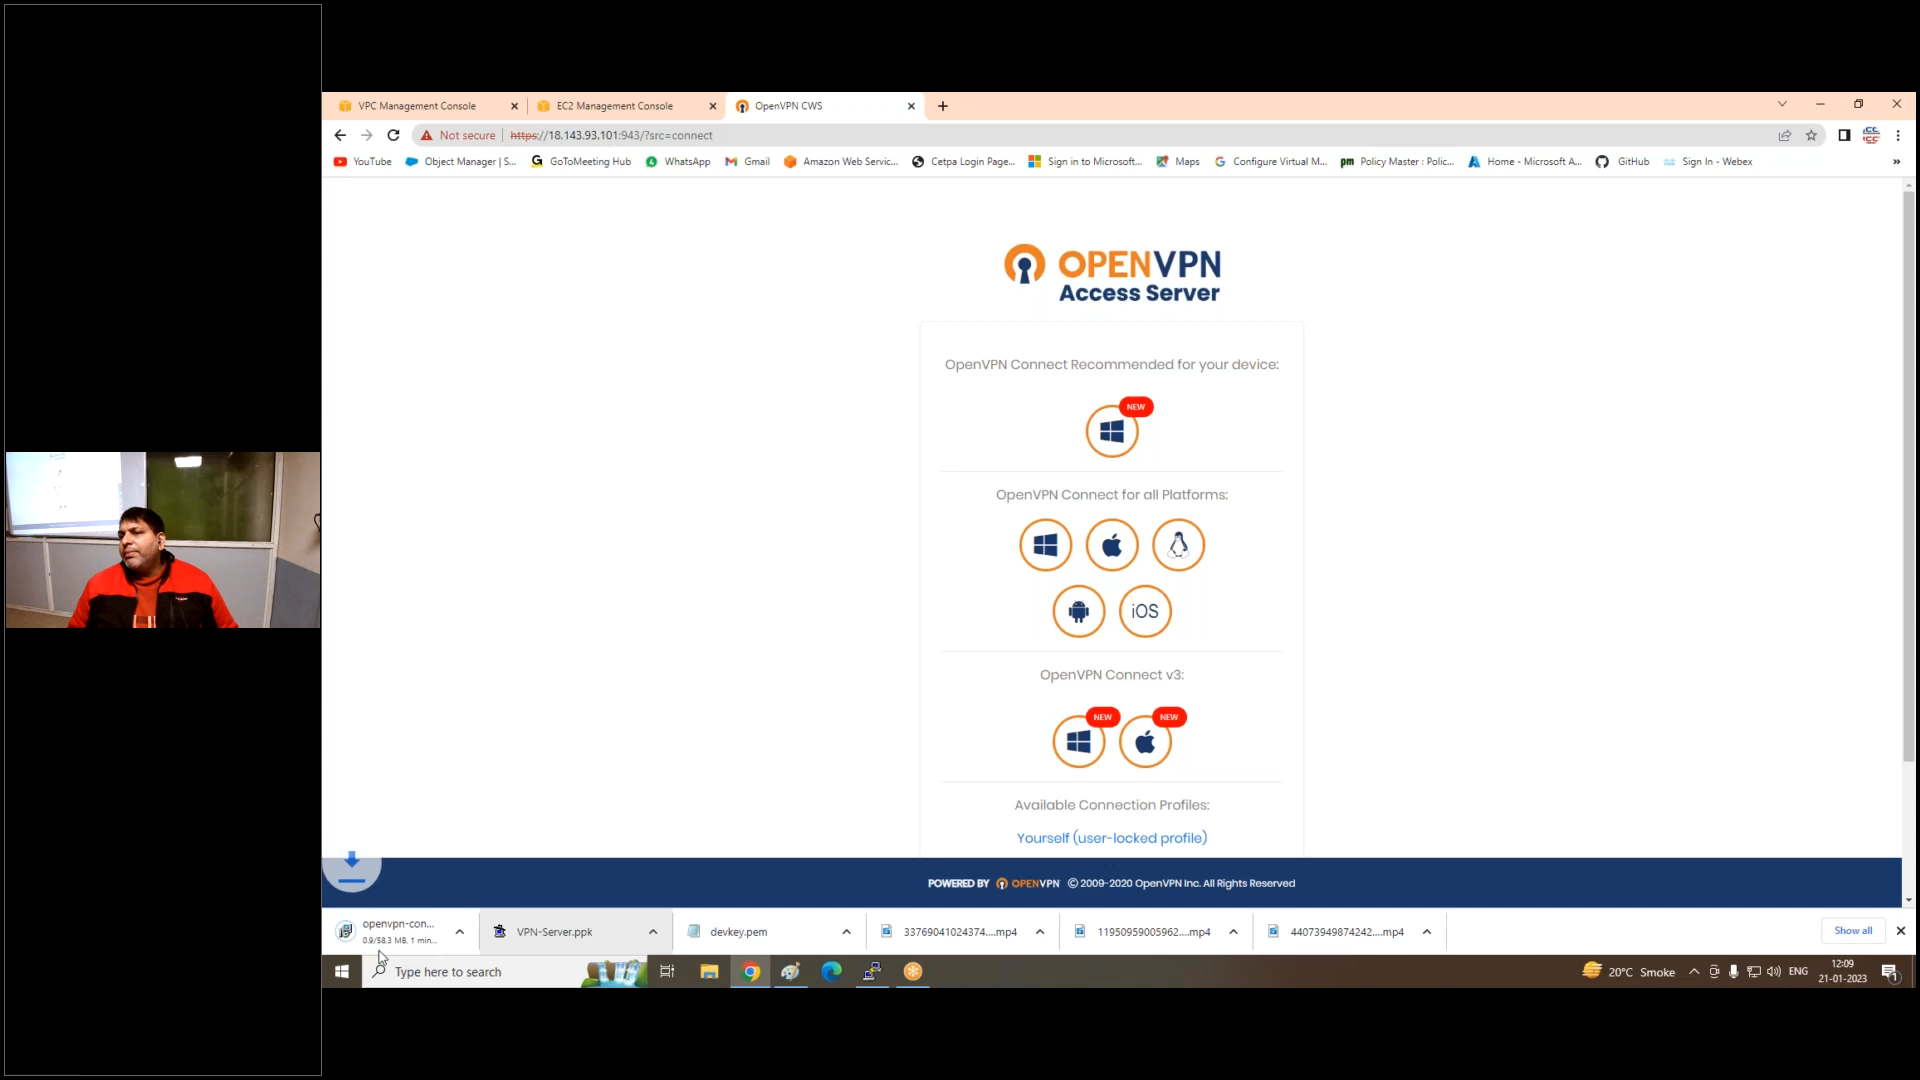 VPC Management Console
EC2 Management Console
OpenVPN CWS
Not secure https://18.143.93.101:943/?src=connect
YouTube
Object Manager | S...
GoToMeeting Hub
WhatsApp
Gmail
Amazon Web Servic...
Cetpa Login Page...
Sign in to Microsoft...
Maps
Configure Virtual M...
pm Policy Master : Polic...
Home - Microsoft A...
GitHub
Sign In - Webex
»
OPENVPN
Access Server
OpenVPN Connect Recommended for your device:
NEW
OpenVPN Connect for all Platforms:
iOS
OpenVPN Connect v3:
NEW
NEW
Available Connection Profiles:
Yourself (user-locked profile)
POWERED BY OPENVPN © 2009-2020 OpenVPN Inc. All Rights Reserved
openvpn-con...
0.9/58.3 MB, 1 min...
VPN-Server.ppk
devkey.pem
33769041024374....mp4
11950959005962....mp4
44073949874242....mp4
Show all
Type here to search
20°C Smoke
ENG
12:09
21-01-2023
1